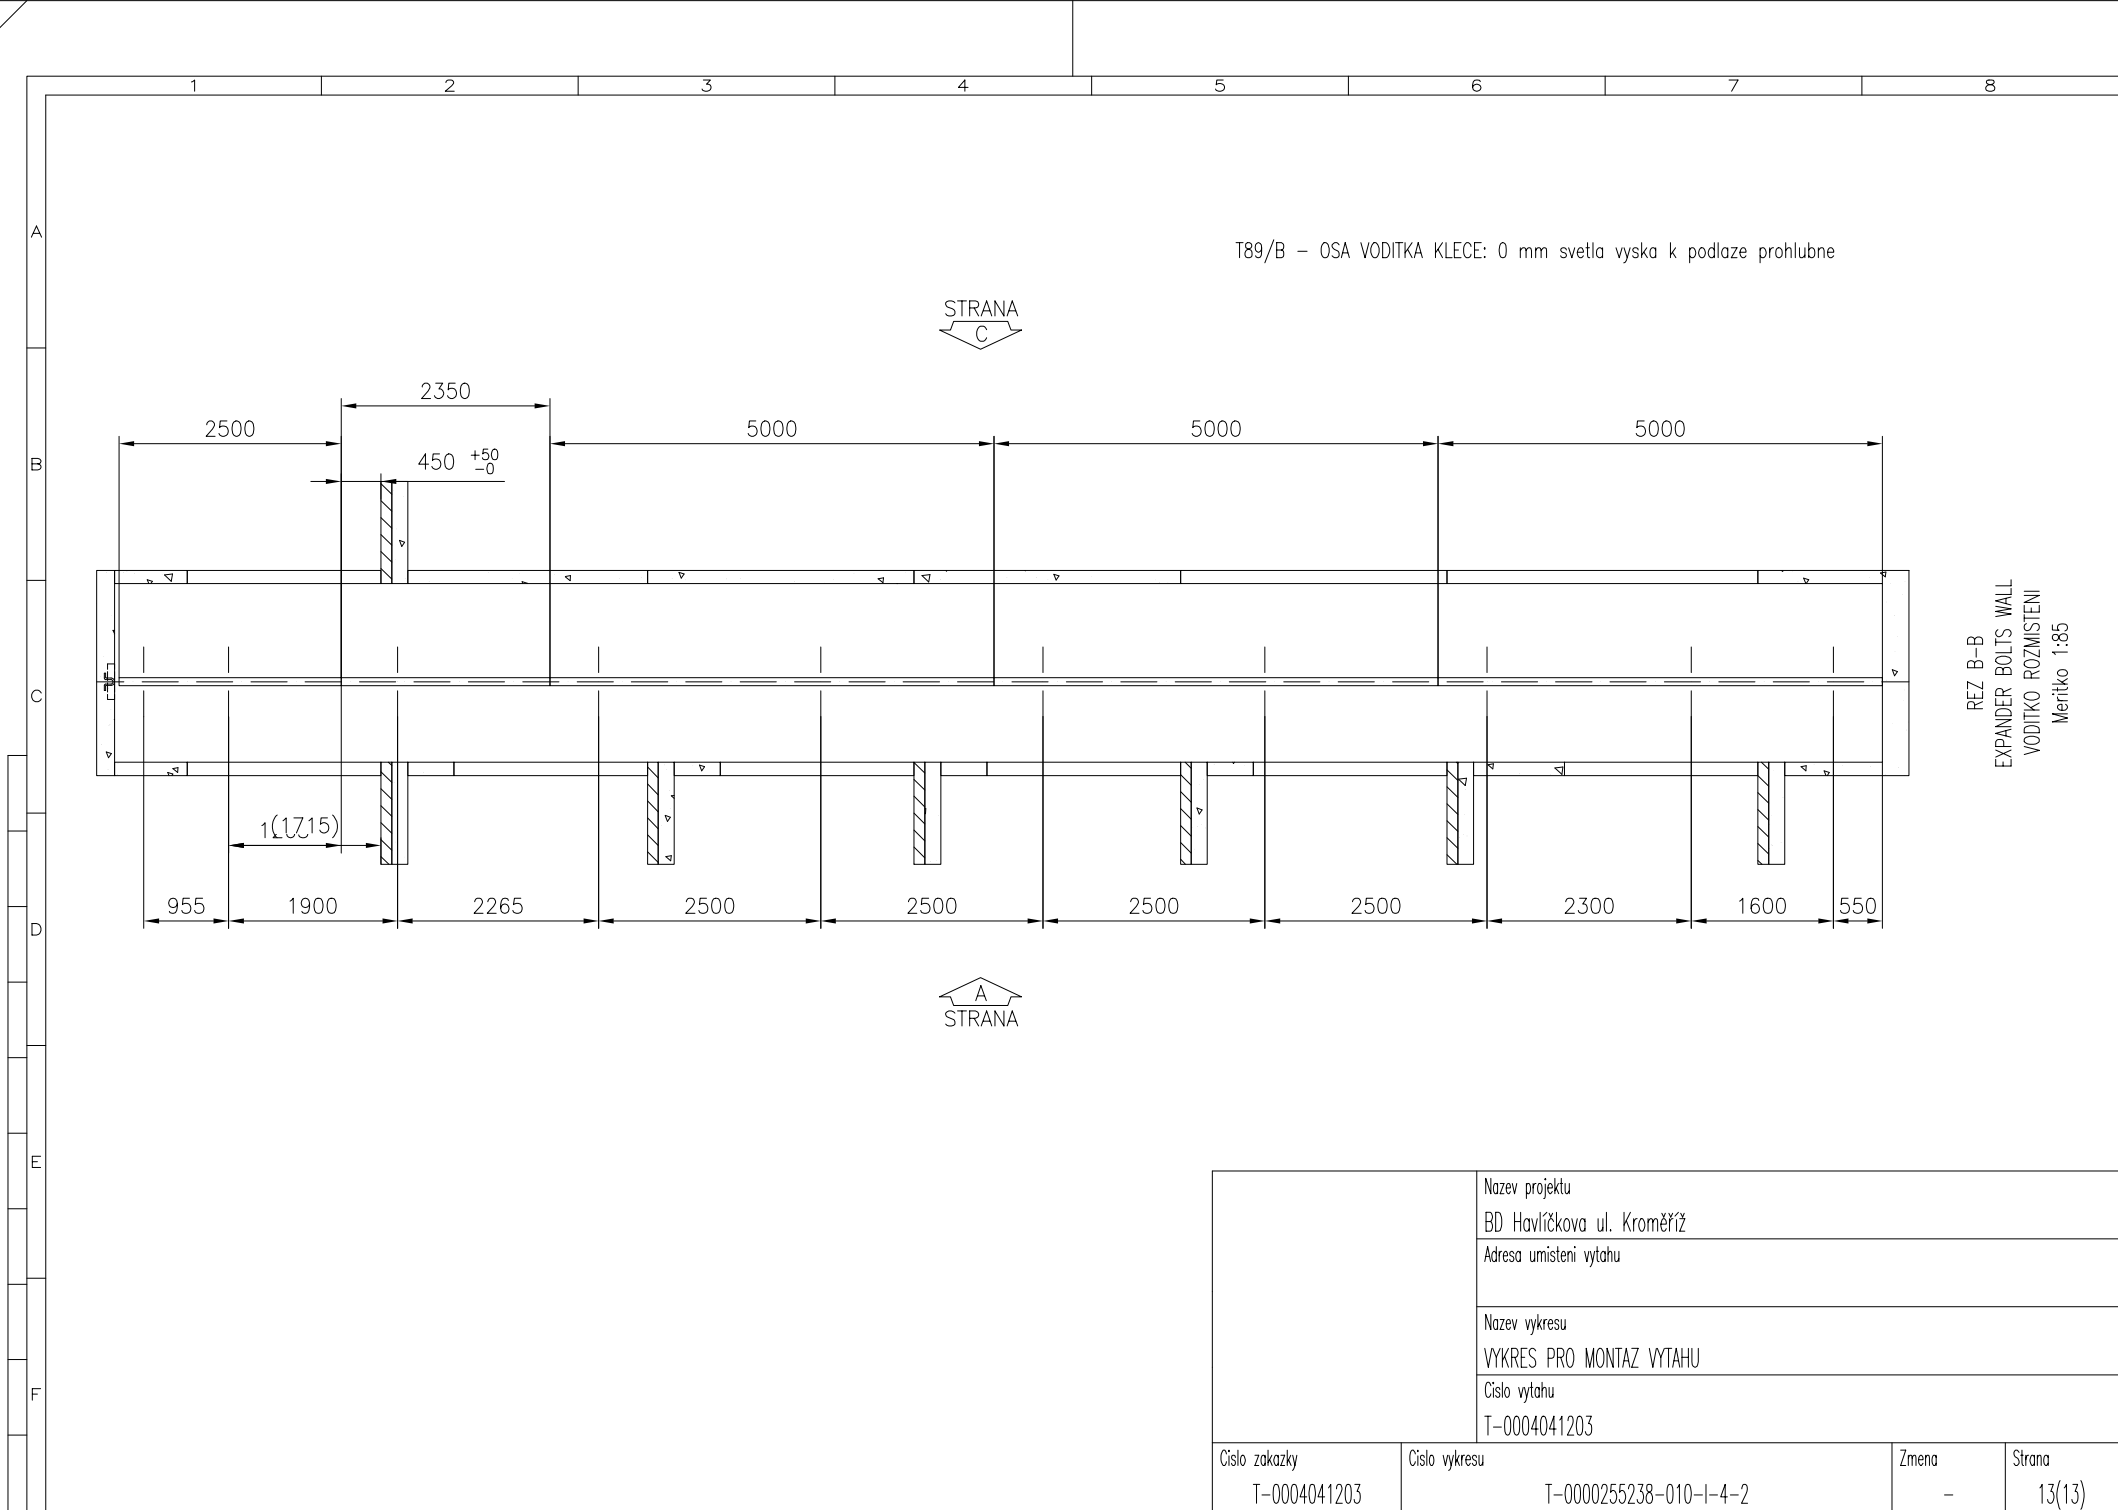 1 2 3 4 5 6 7 8
A
T89/B - OSA VODITKA KLECE: 0 mm svetla vyska k podlaze prohlubne
STRANA
C
2350
2500 5000 5000 5000
B
450 +50
-0
REZ B-B
EXPANDER BOLTS WALL
VODITKO ROZMISTENI
Meritko 1:85
C
(1715)
955 1900 2265 2500 2500 2500 2500 2300 1600 550
D
A
STRANA
E
Nazev projektu
BD Havlíčkova ul. Kroměříž
Adresa umisteni vytahu
Nazev vykresu
VYKRES PRO MONTAZ VYTAHU
Cislo vytahu
T-0004041203
F
Cislo zakazky Cislo vykresu Zmena Strana
T-0004041203 T-0000255238-010-I-4-2 - 13(13)